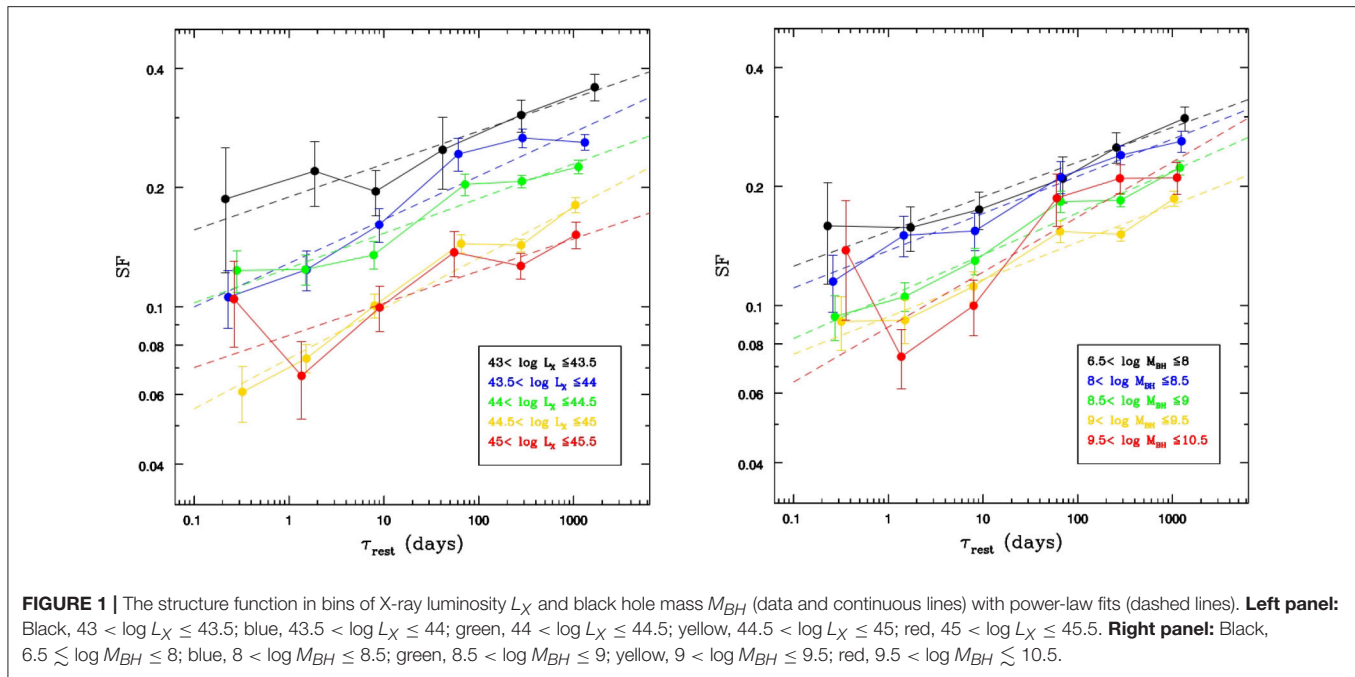 0.4
0.2
0.1
0.08
0.06
0.04
SF
0.1
1
10
100
1000
τrest (days)
43< log LX ≦43.5
43.5< log LX ≦44
44< log LX ≦44.5
44.5< log LX ≦45
45< log LX ≦45.5
0.4
0.2
0.1
0.08
0.06
0.04
SF
0.1
1
10
100
1000
τrest (days)
6.5< log MBH ≦8
8< log MBH ≦8.5
8.5< log MBH ≦9
9< log MBH ≦9.5
9.5< log MBH ≦10.5
FIGURE 1 | The structure function in bins of X-ray luminosity LX and black hole mass MBH (data and continuous lines) with power-law fits (dashed lines). Left panel:
Black, 43 < log LX ≤ 43.5; blue, 43.5 < log LX ≤ 44; green, 44 < log LX ≤ 44.5; yellow, 44.5 < log LX ≤ 45; red, 45 < log LX ≤ 45.5. Right panel: Black,
6.5 ≲ log MBH ≤ 8; blue, 8 < log MBH ≤ 8.5; green, 8.5 < log MBH ≤ 9; yellow, 9 < log MBH ≤ 9.5; red, 9.5 < log MBH ≲ 10.5.